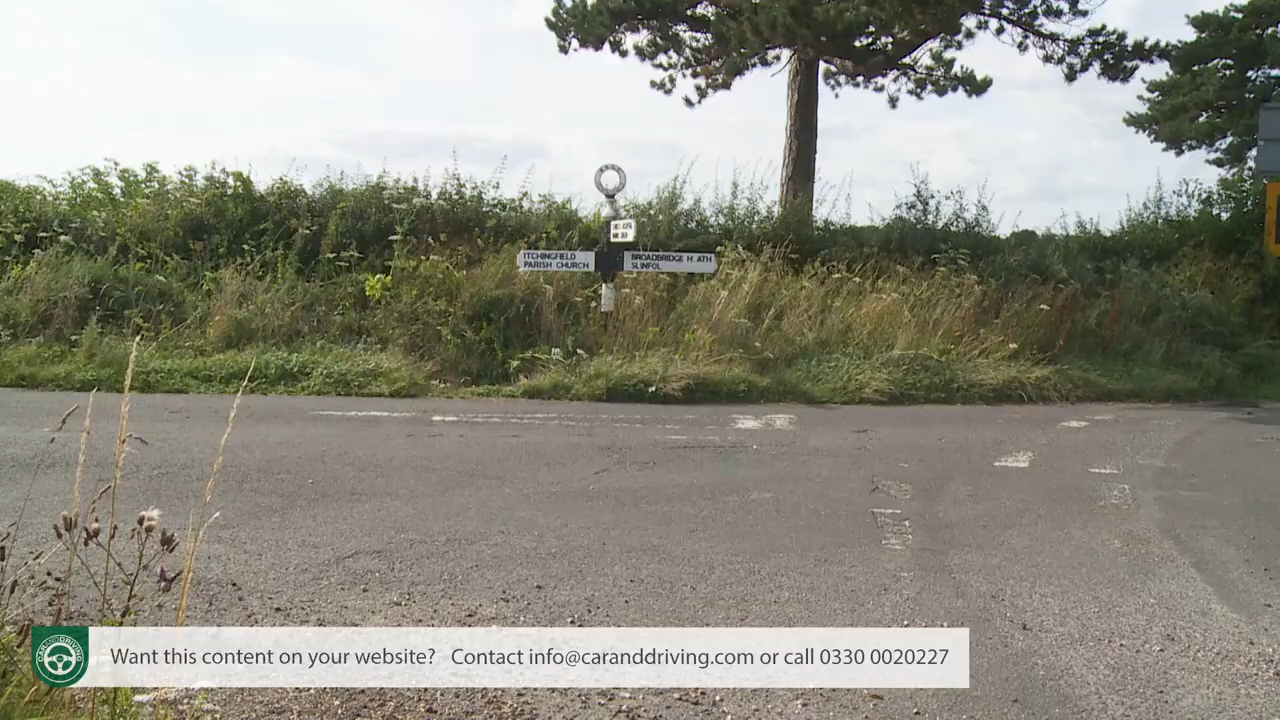 ITCHINGFIELD
PARISH CHURCH
BROADBRIDGE H ATH
SLINFOL
CARANDDRIVING
Want this content on your website? Contact info@caranddriving.com or call 0330 0020227